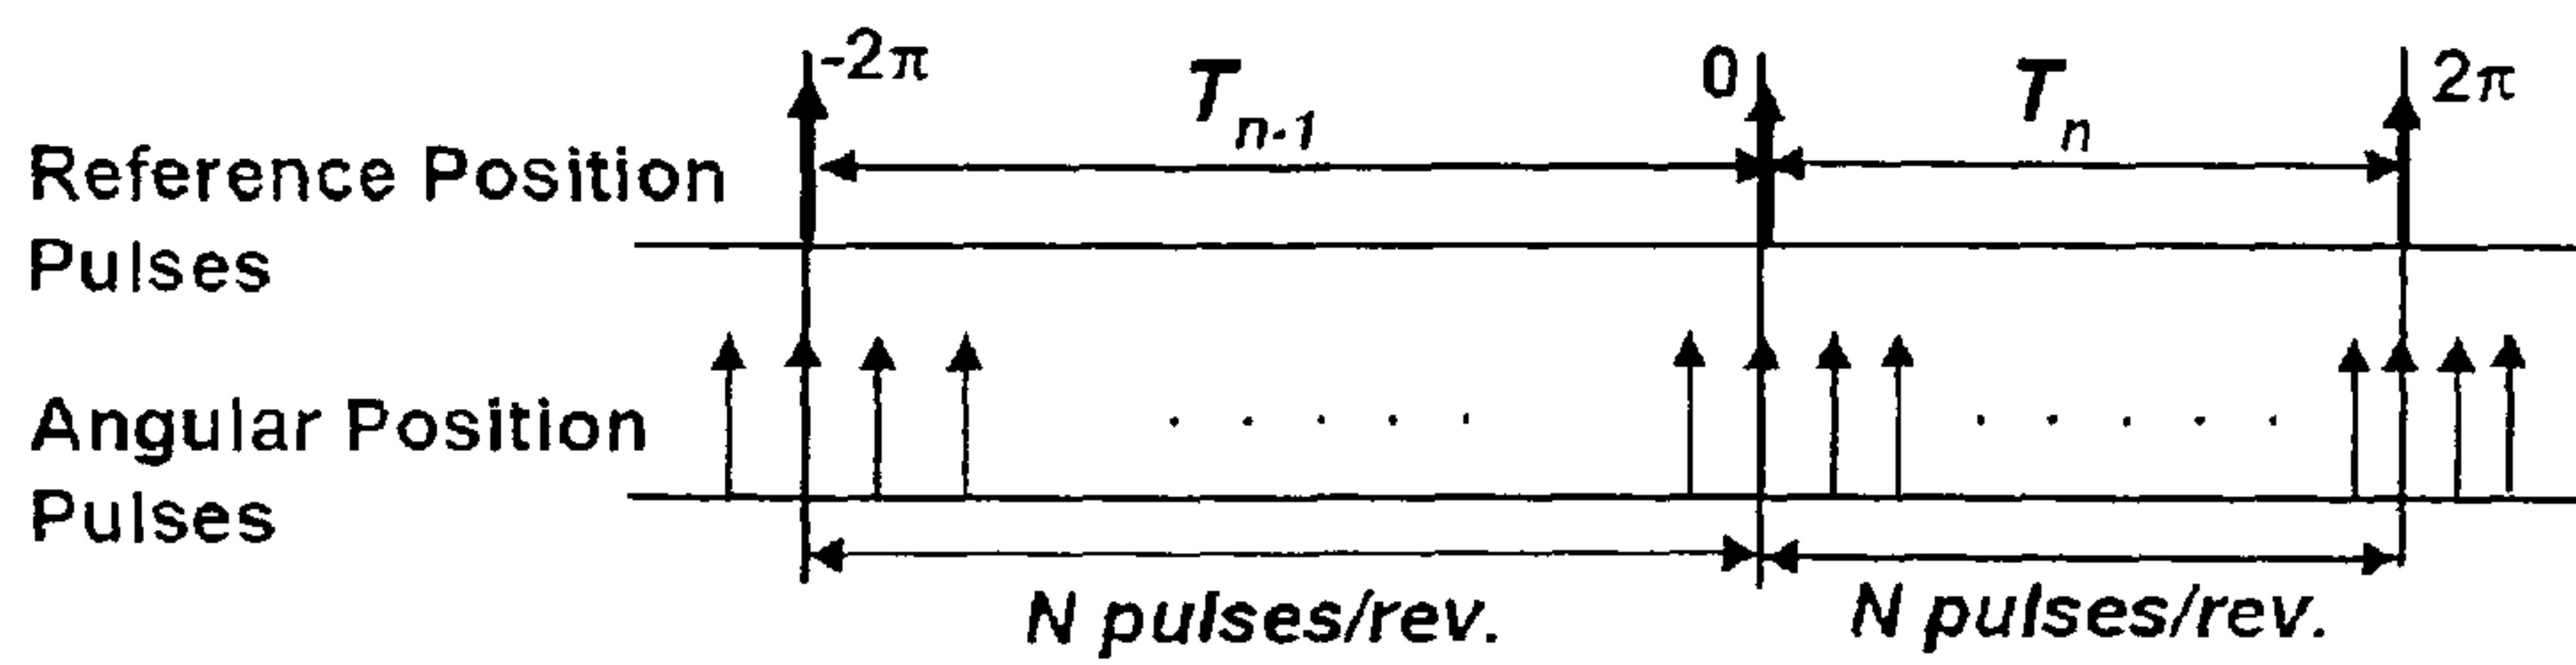 -2π
T n-1
0
T n
2π
Reference Position
Pulses
Angular Position
Pulses
N pulses/rev.
N pulses/rev.